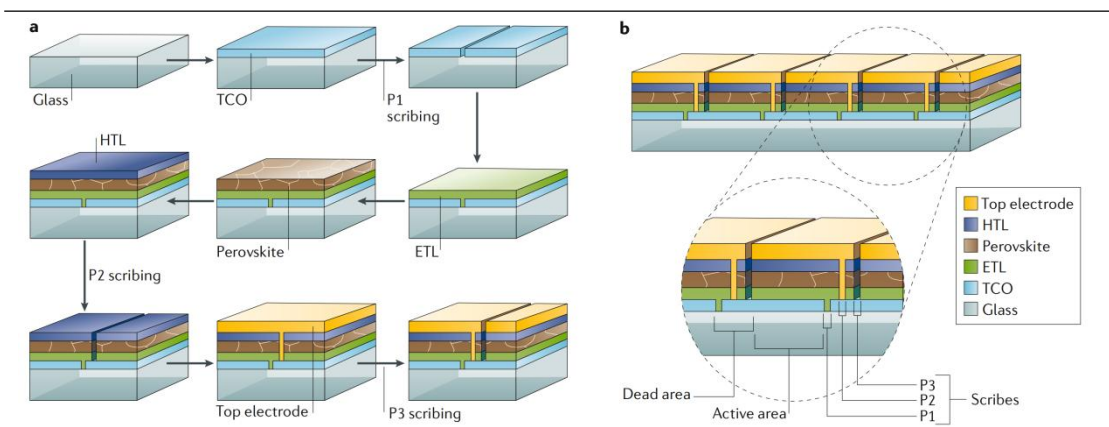 a
Glass
TCO
P1
scribing
HTL
Perovskite
ETL
P2 scribing
Top electrode
P3 scribing
b
Top electrode
HTL
Perovskite
ETL
TCO
Glass
Dead area
Active area
P3
P2
P1
Scribes